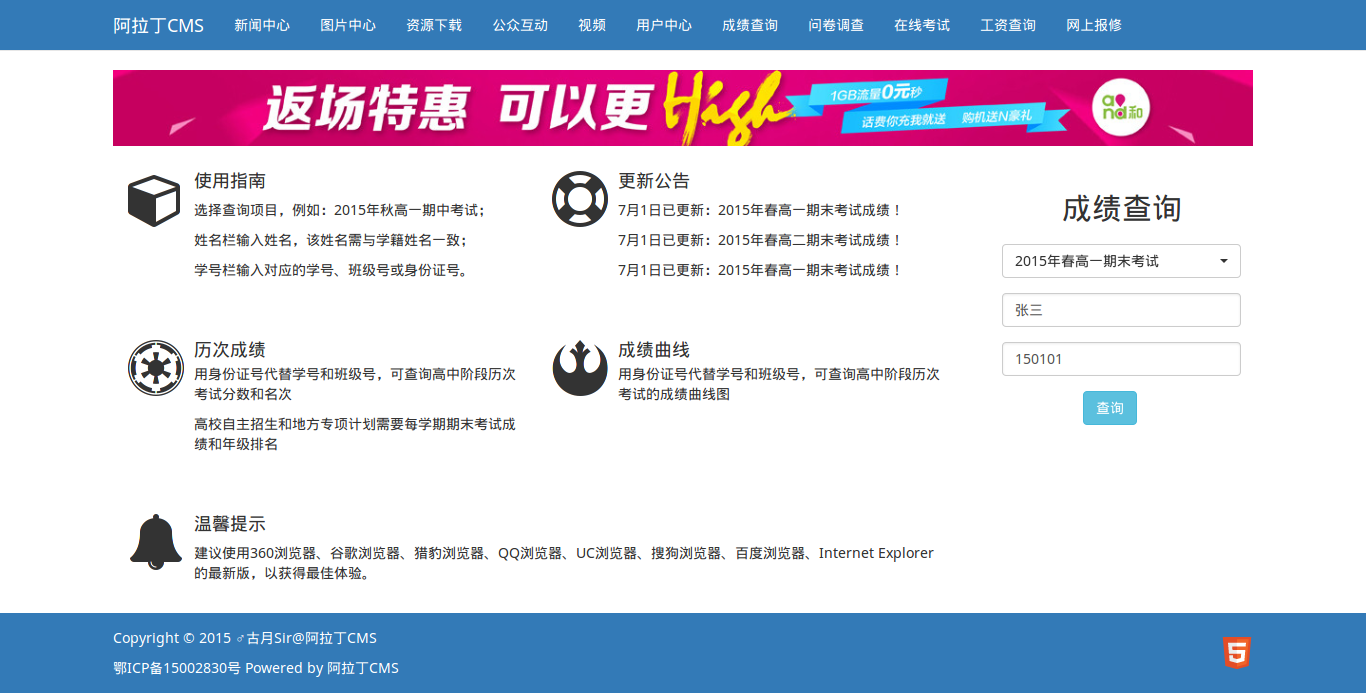 阿拉丁CMS 新闻中心 图片中心 资源下载 公众互动 视频 用户中心 成绩查询 问卷调查 在线考试 工资查询 网上报修
返场特惠 可以更High
1GB流量0元秒
话费你充我就送 购机送N豪礼
and和
使用指南
选择查询项目，例如：2015年秋高一期中考试；
姓名栏输入姓名，该姓名需与学籍姓名一致；
学号栏输入对应的学号、班级号或身份证号。
更新公告
7月1日已更新：2015年春高一期末考试成绩！
7月1日已更新：2015年春高二期末考试成绩！
7月1日已更新：2015年春高一期末考试成绩！
历次成绩
用身份证号代替学号和班级号，可查询高中阶段历次
考试分数和名次
高校自主招生和地方专项计划需要每学期期末考试成
绩和年级排名
成绩曲线
用身份证号代替学号和班级号，可查询高中阶段历次
考试的成绩曲线图
温馨提示
建议使用360浏览器、谷歌浏览器、猎豹浏览器、QQ浏览器、UC浏览器、搜狗浏览器、百度浏览器、Internet Explorer
的最新版，以获得最佳体验。
成绩查询
2015年春高一期末考试
张三
150101
查询
Copyright © 2015 ♂古月Sir@阿拉丁CMS
鄂ICP备15002830号 Powered by 阿拉丁CMS
5